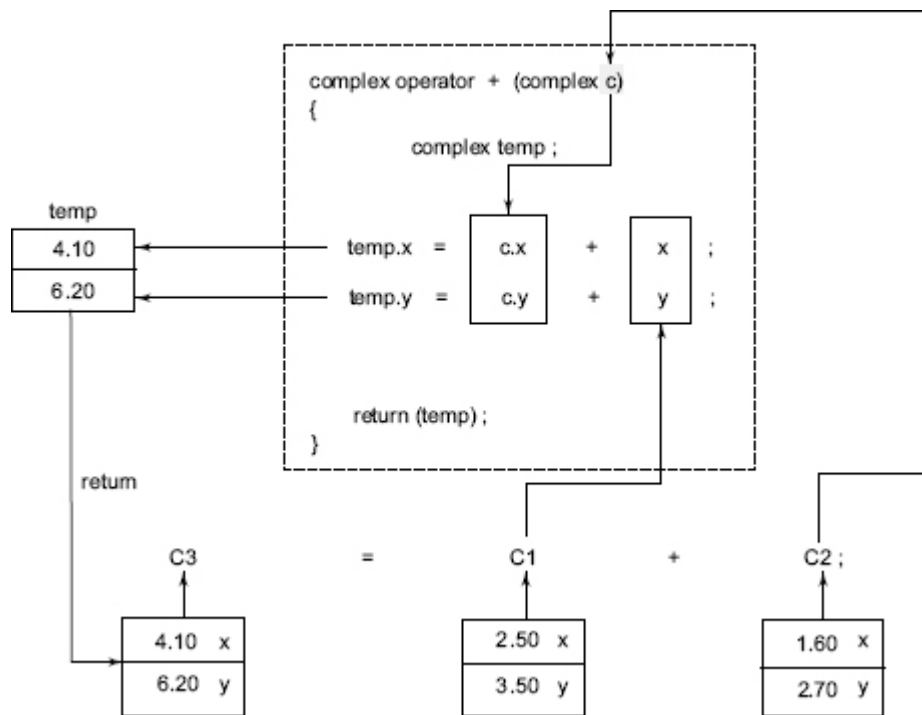 complex operator + (complex c)
{
complex temp ;
temp
4.10
6.20
temp.x = c.x + x ;
temp.y = c.y + y ;
return (temp) ;
}
return
C3 = C1 + C2 ;
4.10 x
6.20 y
2.50 x
3.50 y
1.60 x
2.70 y